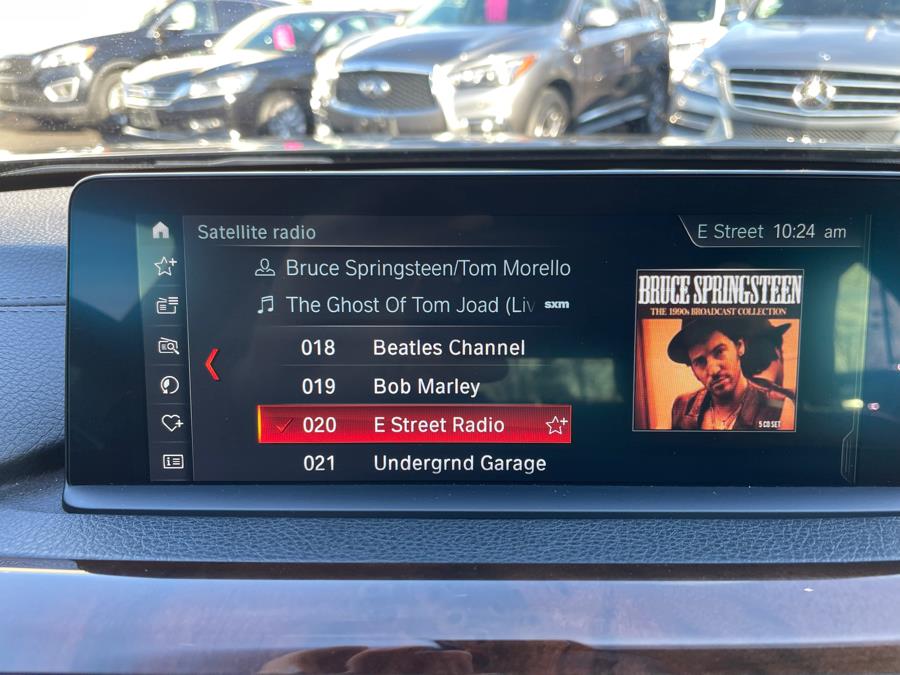 Satellite radio
E Street 10:24 am
Bruce Springsteen/Tom Morello
The Ghost Of Tom Joad (Liv sxm
018 Beatles Channel
019 Bob Marley
020 E Street Radio
021 Undergrnd Garage
BRUCE SPRINGSTEEN
THE 1990s BROADCAST COLLECTION
5 CD SET